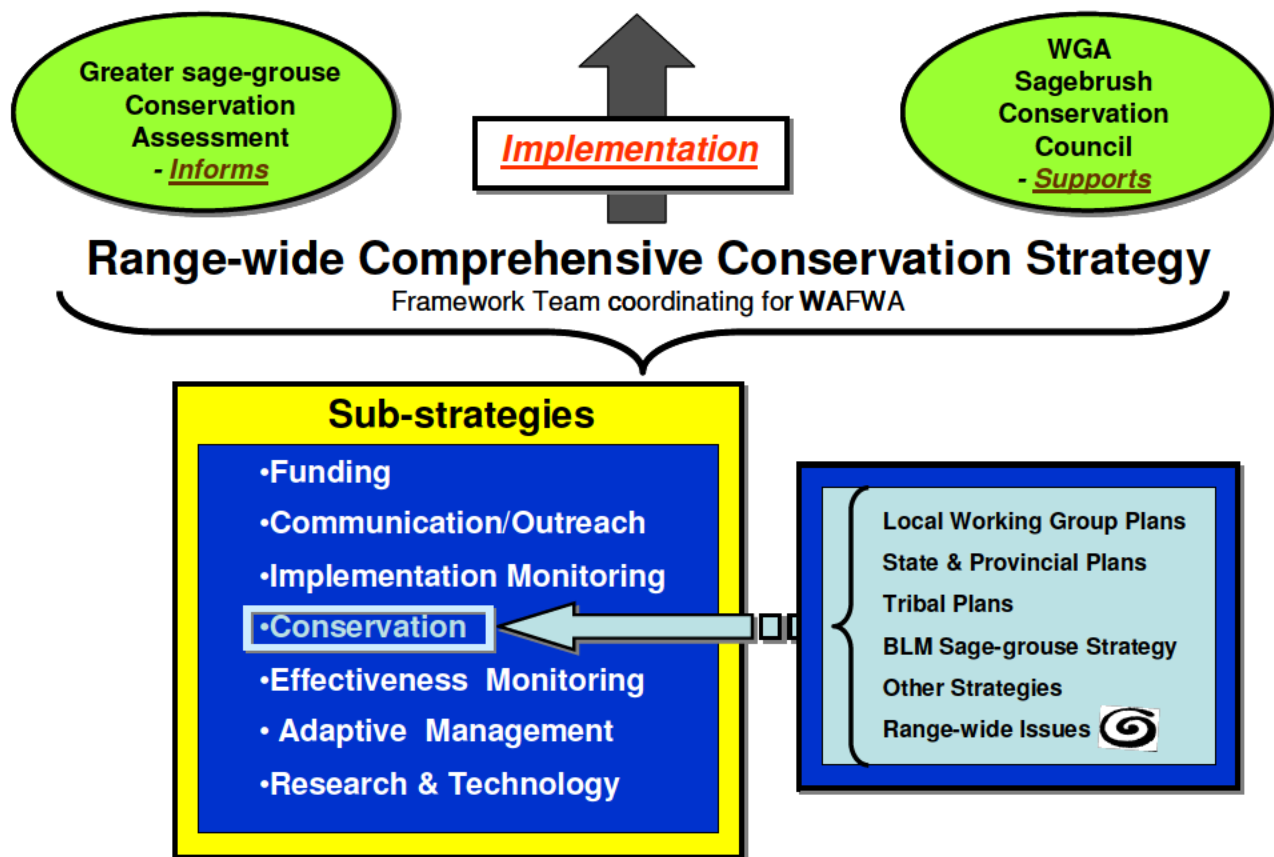 Greater sage-grouse
Conservation
Assessment
- Informs
Implementation
WGA
Sagebrush
Conservation
Council
- Supports
Range-wide Comprehensive Conservation Strategy
Framework Team coordinating for WAFWA
Sub-strategies
•Funding
•Communication/Outreach
•Implementation Monitoring
•Conservation
•Effectiveness Monitoring
• Adaptive Management
•Research & Technology
Local Working Group Plans
State & Provincial Plans
Tribal Plans
BLM Sage-grouse Strategy
Other Strategies
Range-wide Issues